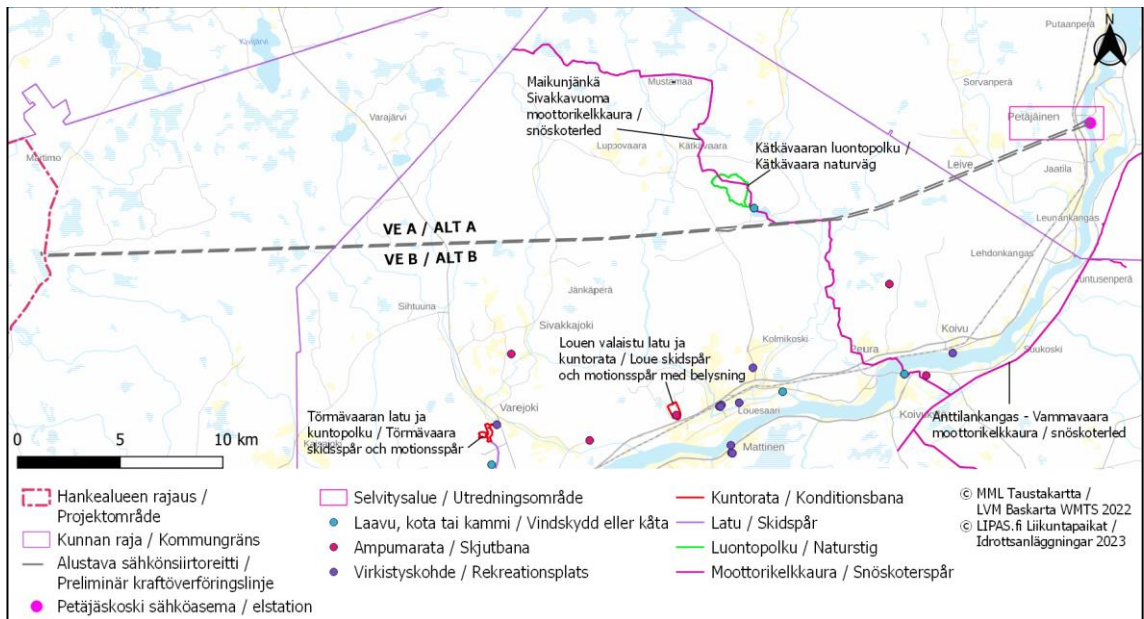 Putaanperä
N
Kaisjärvi
Mustamaa
Sorvanperä
Maikunjänkä
Sivakkavuoma
moottorikelkkaura /
snöskoterled
Petäjäinen
Varajärvi
Martimo
Luppovaara
Kätkävaara
Kätkävaaran luontopolku /
Kätkävaara naturväg
Leive
Jaatila
Leunankangas
VE A / ALT A
VE B / ALT B
Lehdonkangas
Sihtuuna
Jänkäperä
Sivakkajoki
Kolmikoski
Koivu
Louen valaistu latu ja
kuntorata / Loue skidspår
och motionsspår med belysning
Peura
Suukoski
Törmävaaran latu ja
kuntopolku / Törmävaara
skidsspår och motionsspår
Varejoki
Louesaari
Mattinen
Anttilankangas - Vammavaara
moottorikelkkaura / snöskoterled
0 5 10 km
Hankealueen rajaus /
Projektområde
Kunnan raja / Kommungräns
Alustava sähkönsiirtoreitti /
Preliminär kraftöverföringslinje
Petäjäskoski sähköasema / elstation
Selvitysalue / Utredningsområde
Laavu, kota tai kammi / Vindskydd eller kåta
Ampumarata / Skjutbana
Virkistyskohde / Rekreationsplats
Kuntorata / Konditionsbana
Latu / Skidspår
Luontopolku / Naturstig
Moottorikelkkaura / Snöskoterspår
© MML Taustakartta /
LVM Baskarta WMTS 2022
© LIPAS.fi Liikuntapaikat /
Idrottsanläggningar 2023